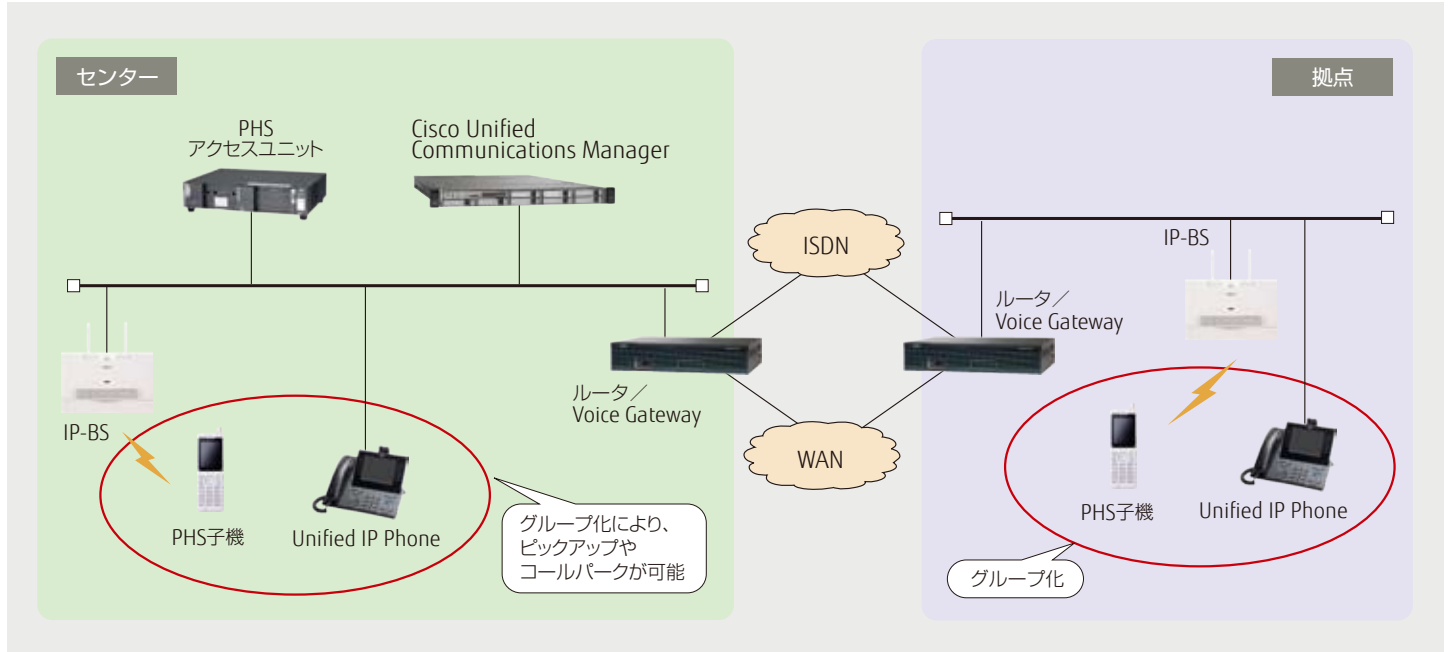 センター
PHS
アクセスユニット
Cisco Unified
Communications Manager
IP-BS
PHS子機
Unified IP Phone
グループ化により、
ピックアップや
コールパークが可能
ルータ／
Voice Gateway
ISDN
WAN
拠点
IP-BS
ルータ／
Voice Gateway
PHS子機
Unified IP Phone
グループ化